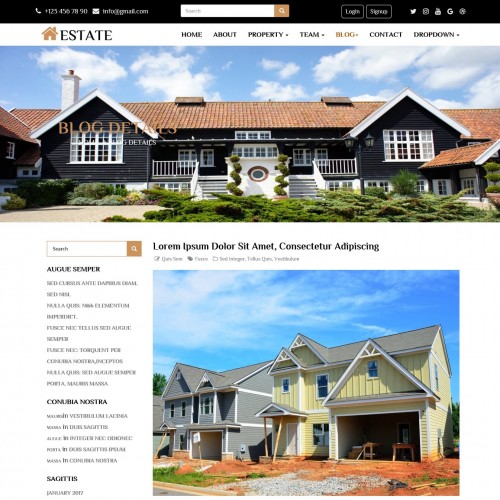 +123 456 78 90 info@gmail.com Search Login Signup
ESTATE HOME ABOUT PROPERTY TEAM BLOG CONTACT DROPDOWN
BLOG DETAILS
BLOG DETAILS
Search
AUGUE SEMPER
SED CURSUS ANTE DAPIBUS DIAM,
SED NISI.
NULLA QUIS: Nibh ELEMENTUM
IMPERDIET.
FUSCE NEC TELLUS SED AUGUE
SEMPER
FUSCE NEC: TORQUENT PER
CONUBIA NOSTRA,INCEPTOS
NULLA QUIS: SED AUGUE SEMPER
PORTA, MAURIS MASSA
CONUBIA NOSTRA
MAURIS in VESTIBULUM LACINIA
MASSA in DUIS SAGITTIS
AUGUE in INTEGER NEC ODIONEC
PORTA in DUIS SAGITTIS IPSUM
MASSA in CONUBIA NOSTRA
SAGITTIS
JANUARY 2017
Lorem Ipsum Dolor Sit Amet, Consectetur Adipiscing
Quis Sem Fusce Sed Integer, Tellus Quis, Vestibulum